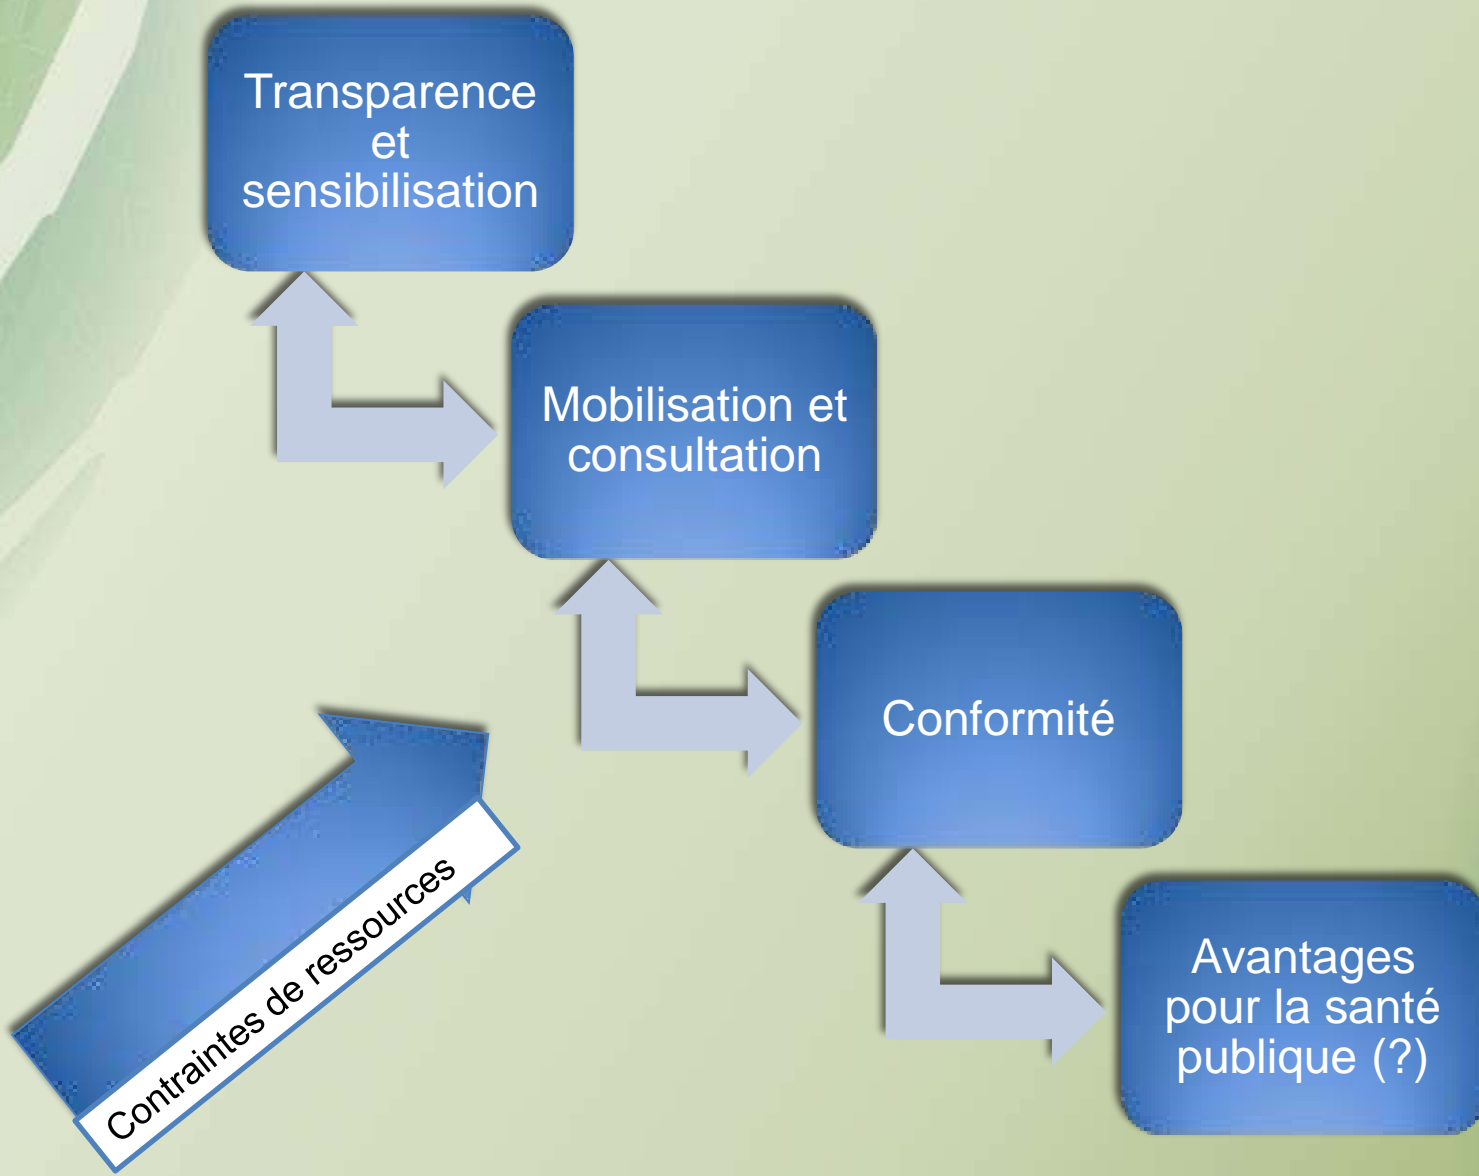 Transparence
et
sensibilisation
Mobilisation et
consultation
Conformité
Contraintes de ressources
Avantages
pour la santé
publique (?)